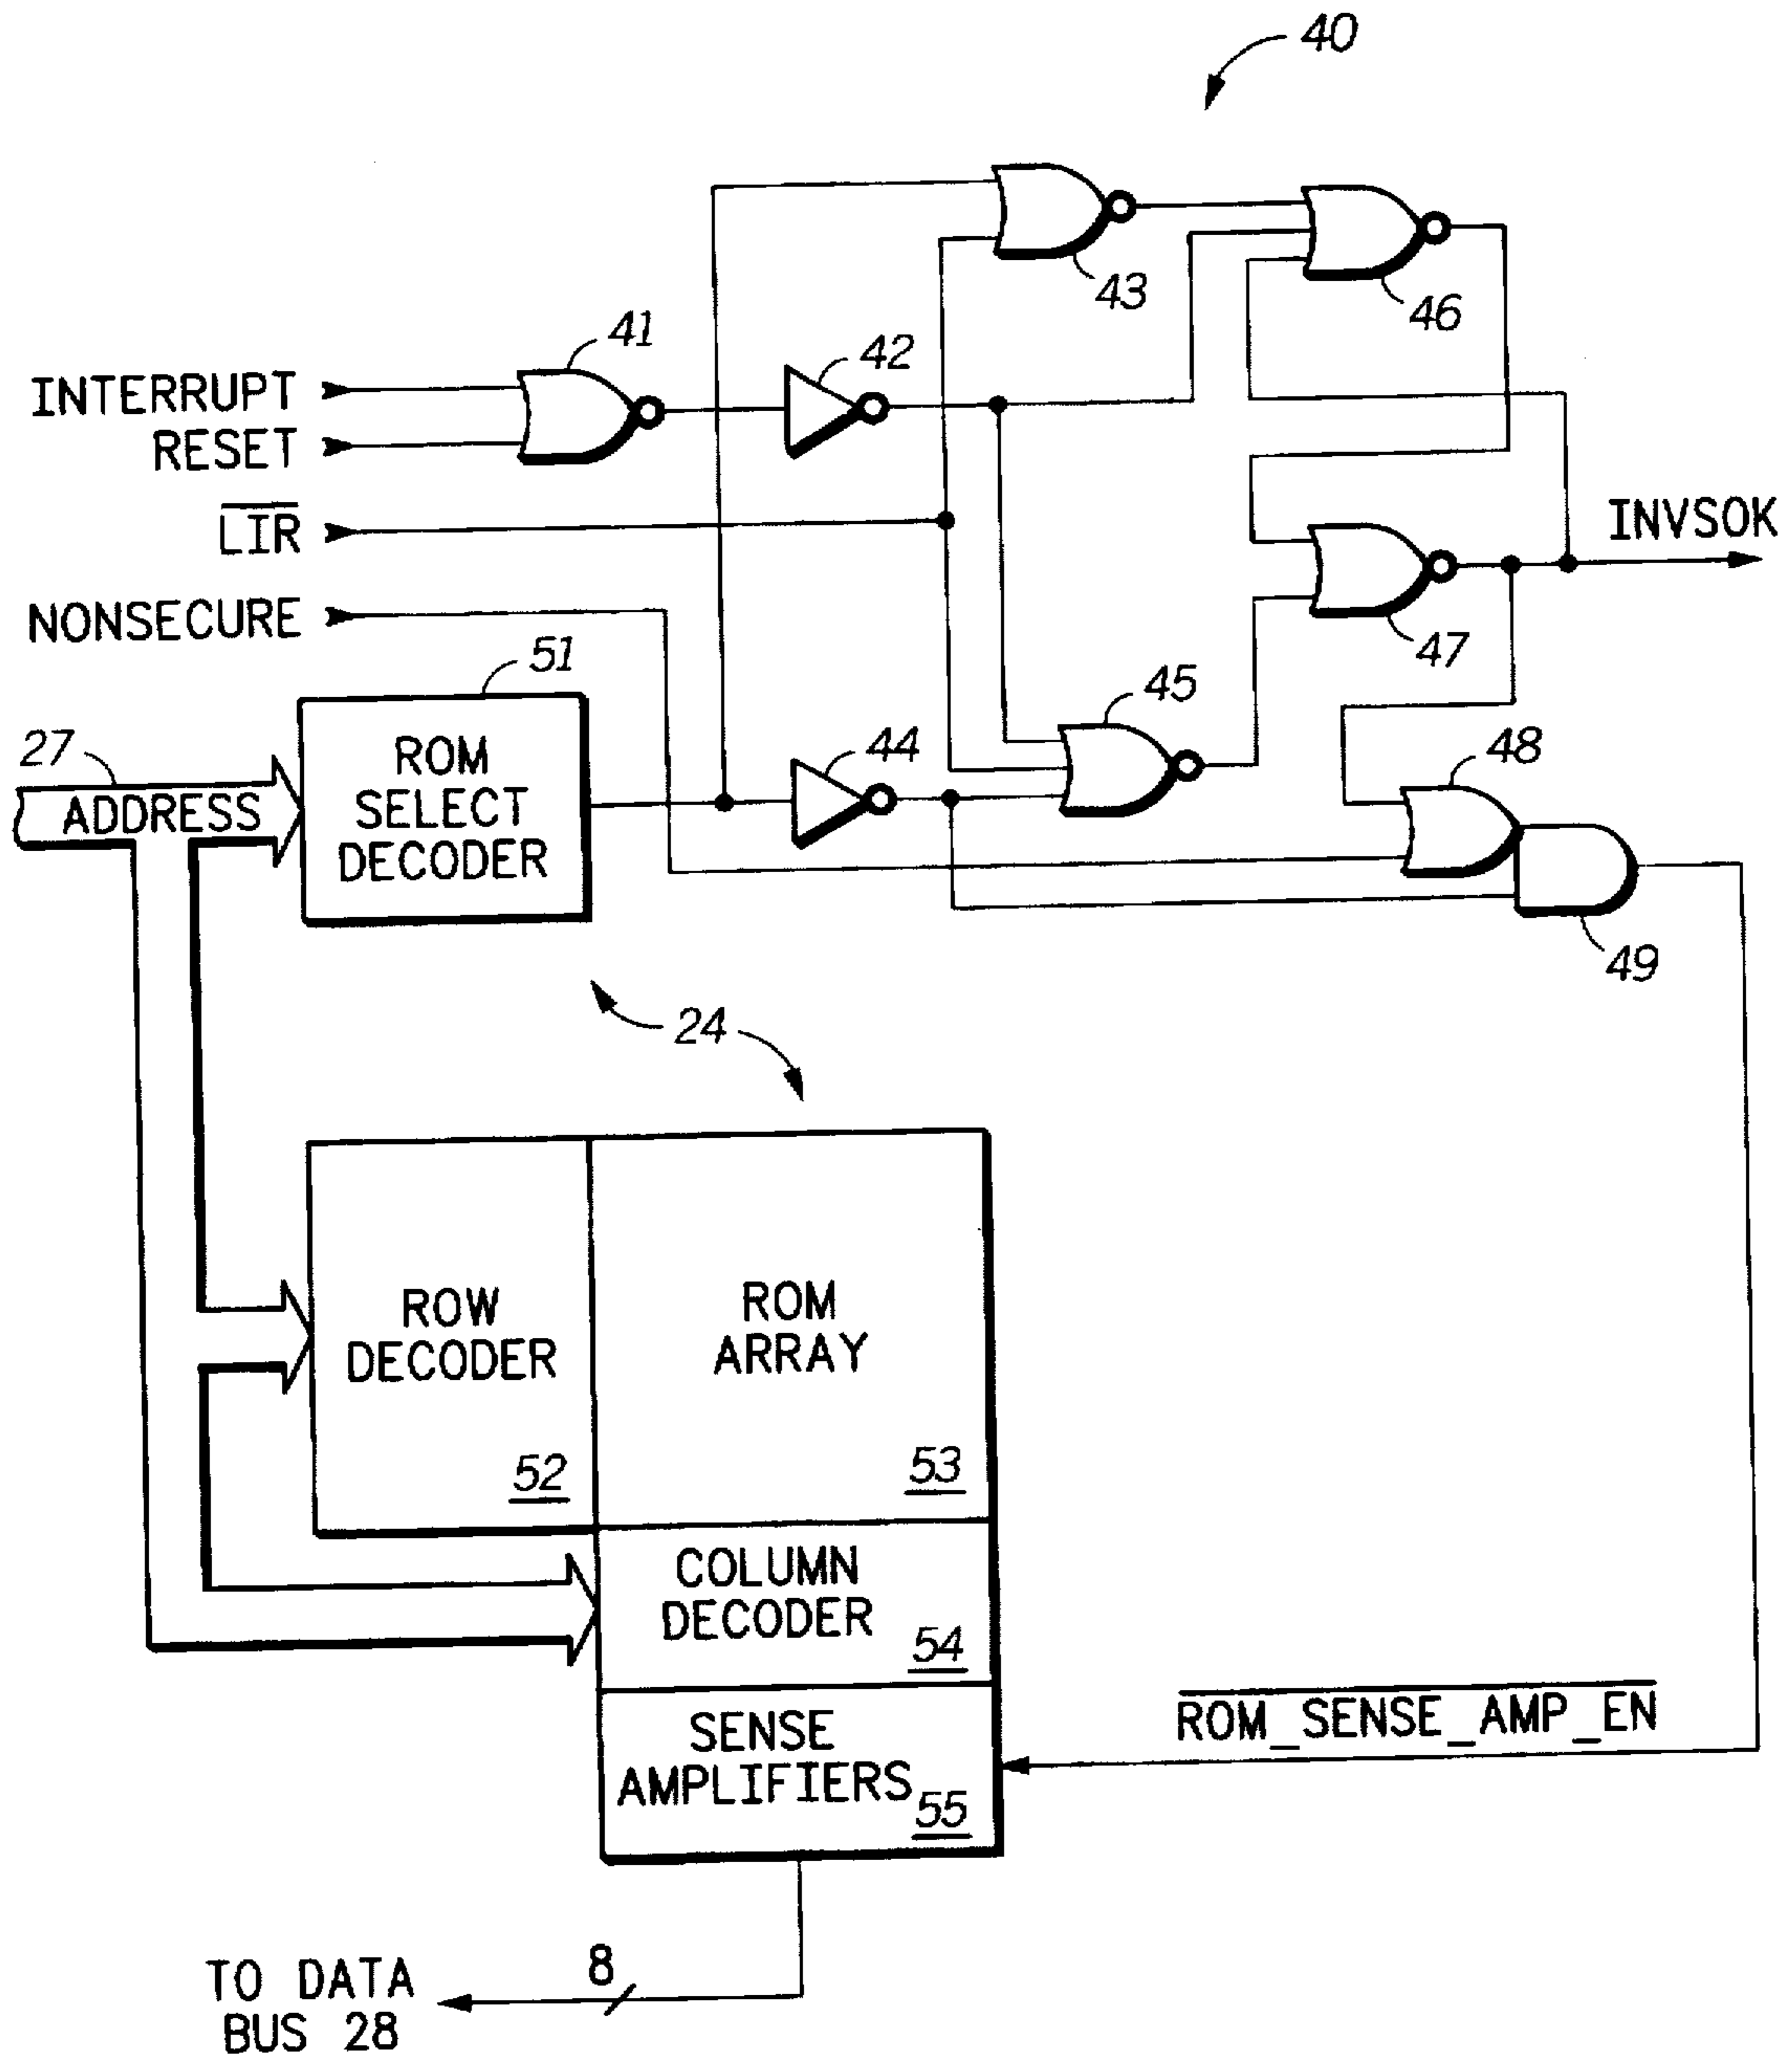 40
43
46
41
42
INTERRUPT
RESET
LIR
INVSOK
NONSECURE
47
51
45
44
48
27
ADDRESS
ROM
SELECT
DECODER
49
24
ROW
DECODER
52
ROM
ARRAY
53
COLUMN
DECODER
54
SENSE
AMPLIFIERS
55
ROM_SENSE_AMP_EN
8
TO DATA
BUS 28